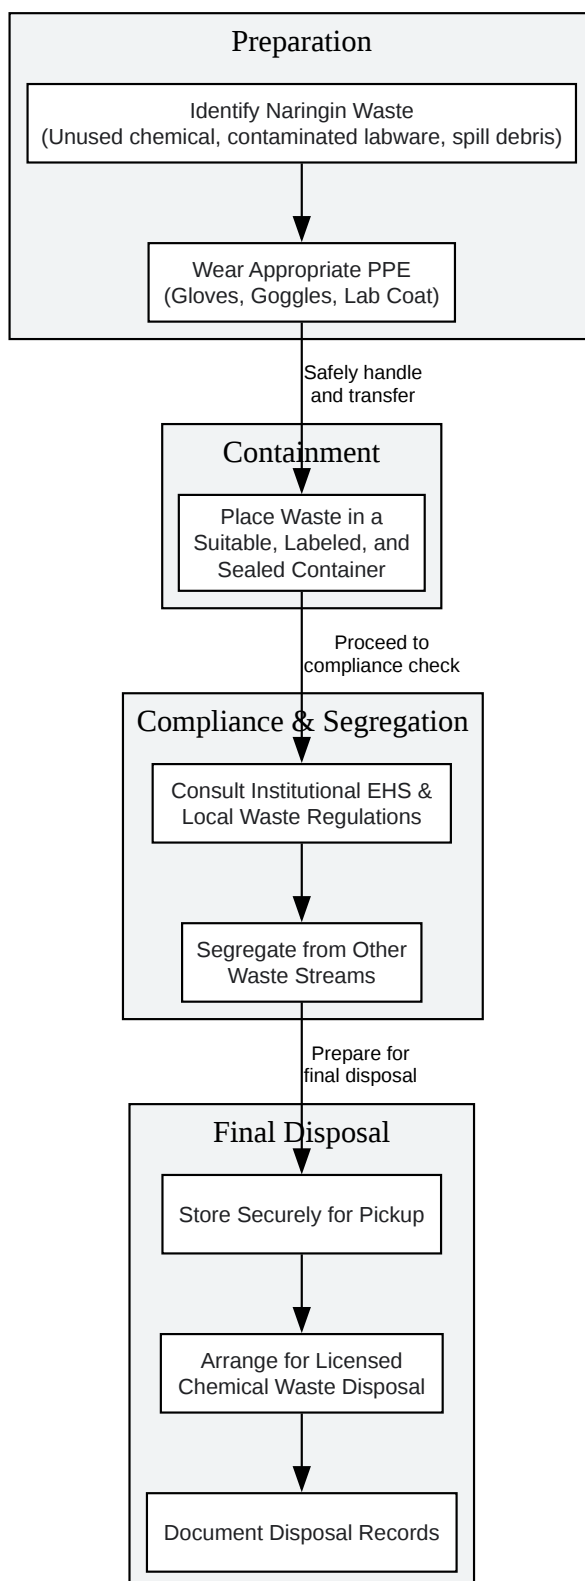 Preparation
Identify Naringin Waste
(Unused chemical, contaminated labware, spill debris)
Wear Appropriate PPE
(Gloves, Goggles, Lab Coat)
Safely handle
and transfer
Containment
Place Waste in a
Suitable, Labeled, and
Sealed Container
Proceed to
compliance check
Compliance & Segregation
Consult Institutional EHS &
Local Waste Regulations
Segregate from Other
Waste Streams
Prepare for
final disposal
Final Disposal
Store Securely for Pickup
Arrange for Licensed
Chemical Waste Disposal
Document Disposal Records